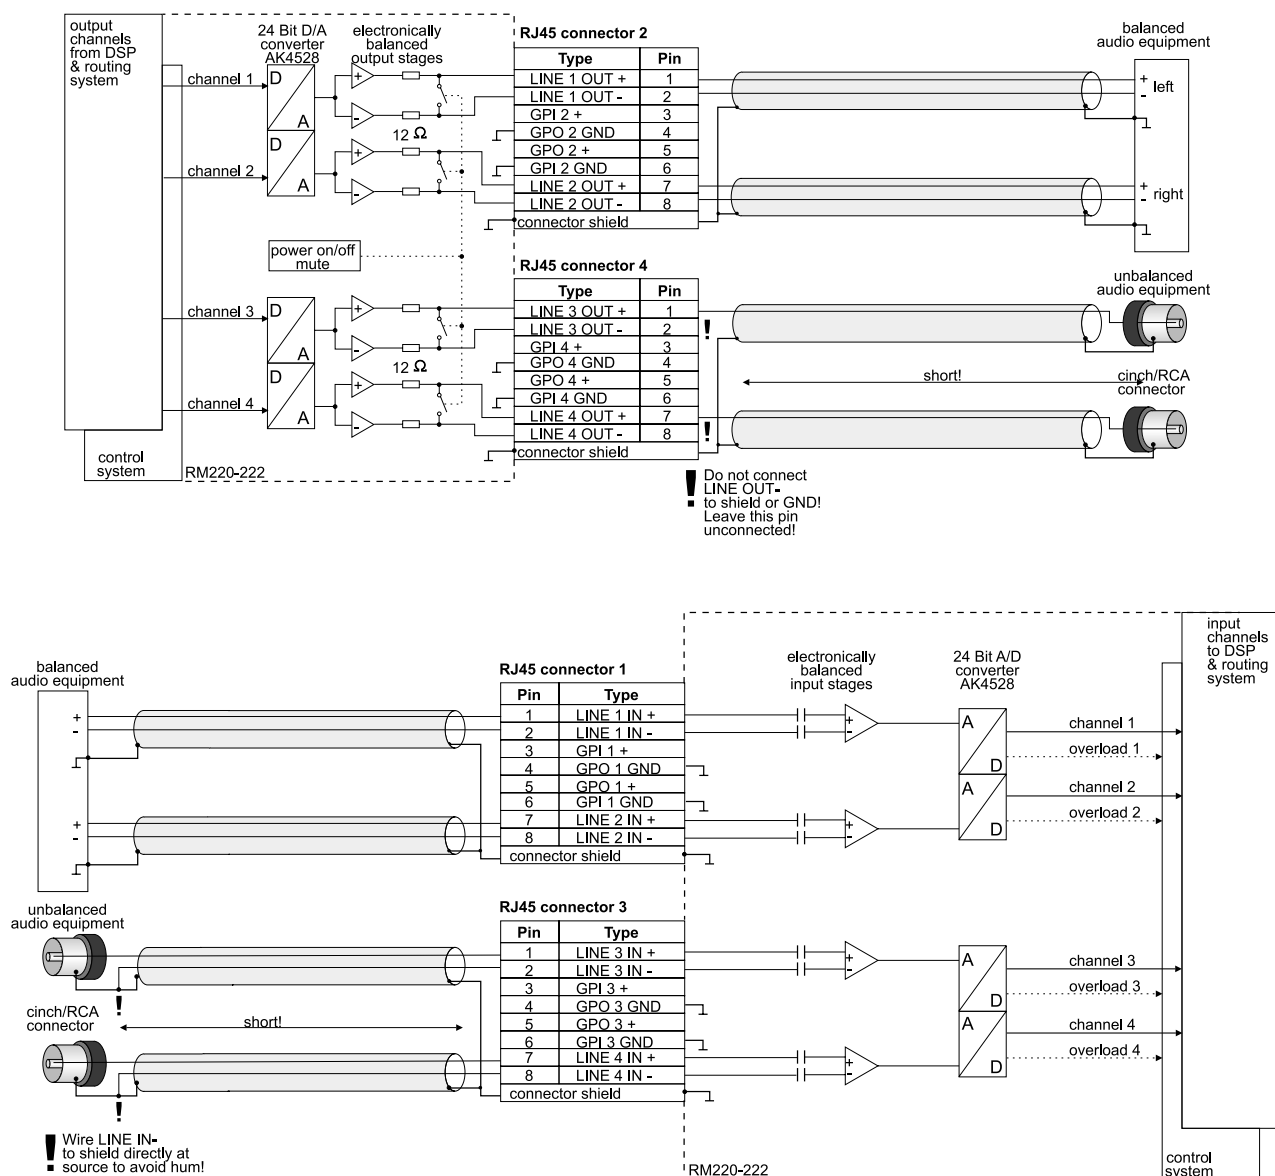 output
channels
from DSP
& routing
system
24 Bit D/A
converter
AK4528
electronically
balanced
output stages
RJ45 connector 2
Type Pin
LINE 1 OUT + 1
LINE 1 OUT - 2
GPI 2 + 3
GPO 2 GND 4
GPO 2 + 5
GPI 2 GND 6
LINE 2 OUT + 7
LINE 2 OUT - 8
connector shield
balanced
audio equipment
+ left
-
+ right
-
channel 1
D
A
+
-
12 Ω
channel 2
D
A
+
-
power on/off
mute
RJ45 connector 4
Type Pin
LINE 3 OUT + 1
LINE 3 OUT - 2
GPI 4 + 3
GPO 4 GND 4
GPO 4 + 5
GPI 4 GND 6
LINE 4 OUT + 7
LINE 4 OUT - 8
connector shield
unbalanced
audio equipment
!
short!
cinch/RCA
connector
!
channel 3
D
A
+
-
12 Ω
channel 4
D
A
+
-
control
system
RM220-222
! Do not connect
LINE OUT-
to shield or GND!
Leave this pin
unconnected!
input
channels
to DSP
& routing
system
balanced
audio equipment
+
-
+
-
RJ45 connector 1
Pin Type
1 LINE 1 IN +
2 LINE 1 IN -
3 GPI 1 +
4 GPO 1 GND
5 GPO 1 +
6 GPI 1 GND
7 LINE 2 IN +
8 LINE 2 IN -
connector shield
electronically
balanced
input stages
24 Bit A/D
converter
AK4528
+
-
A
D
channel 1
overload 1
+
-
A
D
channel 2
overload 2
unbalanced
audio equipment
!
cinch/RCA
connector
short!
!
RJ45 connector 3
Pin Type
1 LINE 3 IN +
2 LINE 3 IN -
3 GPI 3 +
4 GPO 3 GND
5 GPO 3 +
6 GPI 3 GND
7 LINE 4 IN +
8 LINE 4 IN -
connector shield
+
-
A
D
channel 3
overload 3
+
-
A
D
channel 4
overload 4
! Wire LINE IN-
to shield directly at
source to avoid hum!
RM220-222
control
system